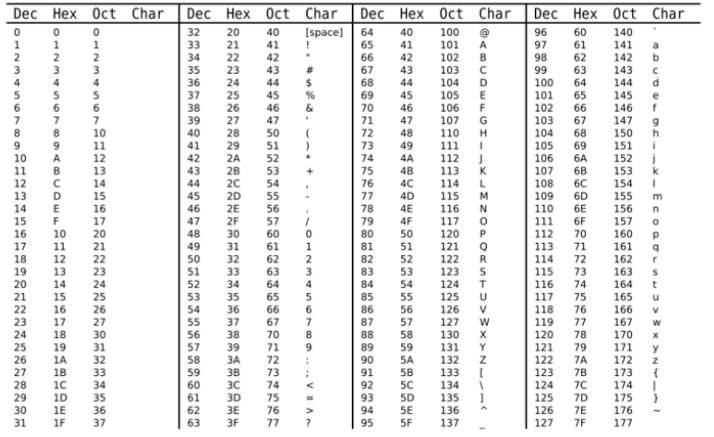 Dec Hex Oct Char Dec Hex Oct Char Dec Hex Oct Char Dec Hex Oct Char
0 0 0 32 20 40 [space] 64 40 100 @ 96 60 140 `
1 1 1 33 21 41 ! 65 41 101 A 97 61 141 a
2 2 2 34 22 42 " 66 42 102 B 98 62 142 b
3 3 3 35 23 43 # 67 43 103 C 99 63 143 c
4 4 4 36 24 44 $ 68 44 104 D 100 64 144 d
5 5 5 37 25 45 % 69 45 105 E 101 65 145 e
6 6 6 38 26 46 & 70 46 106 F 102 66 146 f
7 7 7 39 27 47 ' 71 47 107 G 103 67 147 g
8 8 10 40 28 50 ( 72 48 110 H 104 68 150 h
9 9 11 41 29 51 ) 73 49 111 I 105 69 151 i
10 A 12 42 2A 52 * 74 4A 112 J 106 6A 152 j
11 B 13 43 2B 53 + 75 4B 113 K 107 6B 153 k
12 C 14 44 2C 54 , 76 4C 114 L 108 6C 154 l
13 D 15 45 2D 55 - 77 4D 115 M 109 6D 155 m
14 E 16 46 2E 56 . 78 4E 116 N 110 6E 156 n
15 F 17 47 2F 57 / 79 4F 117 O 111 6F 157 o
16 10 20 48 30 60 0 80 50 120 P 112 70 160 p
17 11 21 49 31 61 1 81 51 121 Q 113 71 161 q
18 12 22 50 32 62 2 82 52 122 R 114 72 162 r
19 13 23 51 33 63 3 83 53 123 S 115 73 163 s
20 14 24 52 34 64 4 84 54 124 T 116 74 164 t
21 15 25 53 35 65 5 85 55 125 U 117 75 165 u
22 16 26 54 36 66 6 86 56 126 V 118 76 166 v
23 17 27 55 37 67 7 87 57 127 W 119 77 167 w
24 18 30 56 38 70 8 88 58 130 X 120 78 170 x
25 19 31 57 39 71 9 89 59 131 Y 121 79 171 y
26 1A 32 58 3A 72 : 90 5A 132 Z 122 7A 172 z
27 1B 33 59 3B 73 ; 91 5B 133 [ 123 7B 173 {
28 1C 34 60 3C 74 < 92 5C 134 \ 124 7C 174 |
29 1D 35 61 3D 75 = 93 5D 135 ] 125 7D 175 }
30 1E 36 62 3E 76 > 94 5E 136 ^ 126 7E 176 ~
31 1F 37 63 3F 77 ? 95 5F 137 _ 127 7F 177